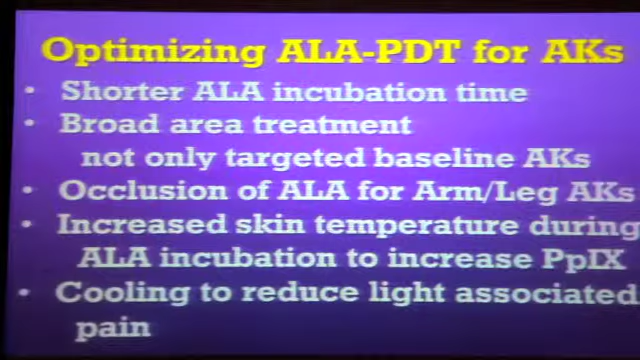 Optimizing ALA-PDT for AKs
• Shorter ALA incubation time
• Broad area treatment
not only targeted baseline AKs
• Occlusion of ALA for Arm/Leg AKs
• Increased skin temperature during
ALA incubation to increase PpIX
• Cooling to reduce light associated
pain